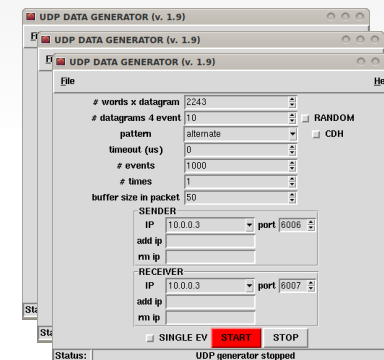 UDP DATA GENERATOR (v. 1.9)
UDP DATA GENERATOR (v. 1.9)
UDP DATA GENERATOR (v. 1.9)
File
# words x datagram 2243
# datagrams 4 event 10 RANDOM
pattern alternate CDH
timeout (us) 0
# events 1000
# times 1
buffer size in packet 50
SENDER
IP 10.0.0.3 port 6006
add ip
rm ip
RECEIVER
IP 10.0.0.3 port 6007
add ip
rm ip
SINGLE EV START STOP
Status: UDP generator stopped